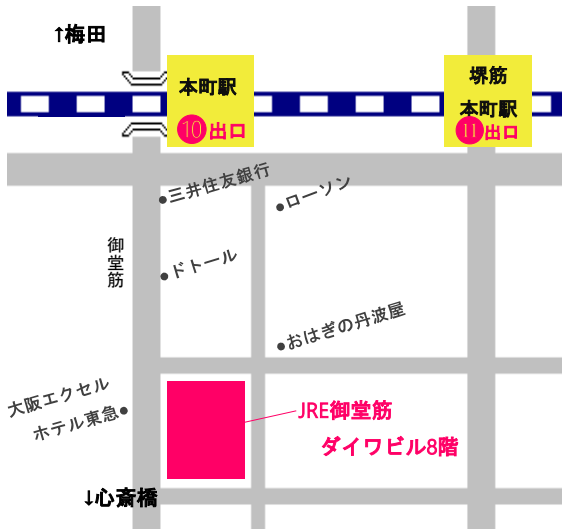 ↑梅田
本町駅
10出口
堺筋
本町駅
11出口
三井住友銀行
ローソン
御堂筋
ドトール
おはぎの丹波屋
大阪エクセル
ホテル東急
JRE御堂筋
ダイワビル8階
↓心斎橋